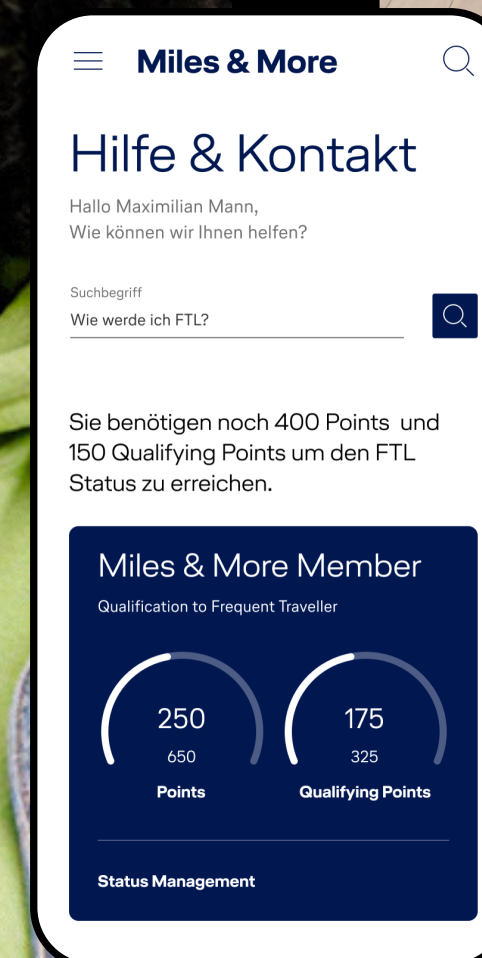 Miles & More
Hilfe & Kontakt
Hallo Maximilian Mann,
Wie können wir Ihnen helfen?
Suchbegriff
Wie werde ich FTL?
Sie benötigen noch 400 Points und
150 Qualifying Points um den FTL
Status zu erreichen.
Miles & More Member
Qualification to Frequent Traveller
250
650
Points
175
325
Qualifying Points
Status Management